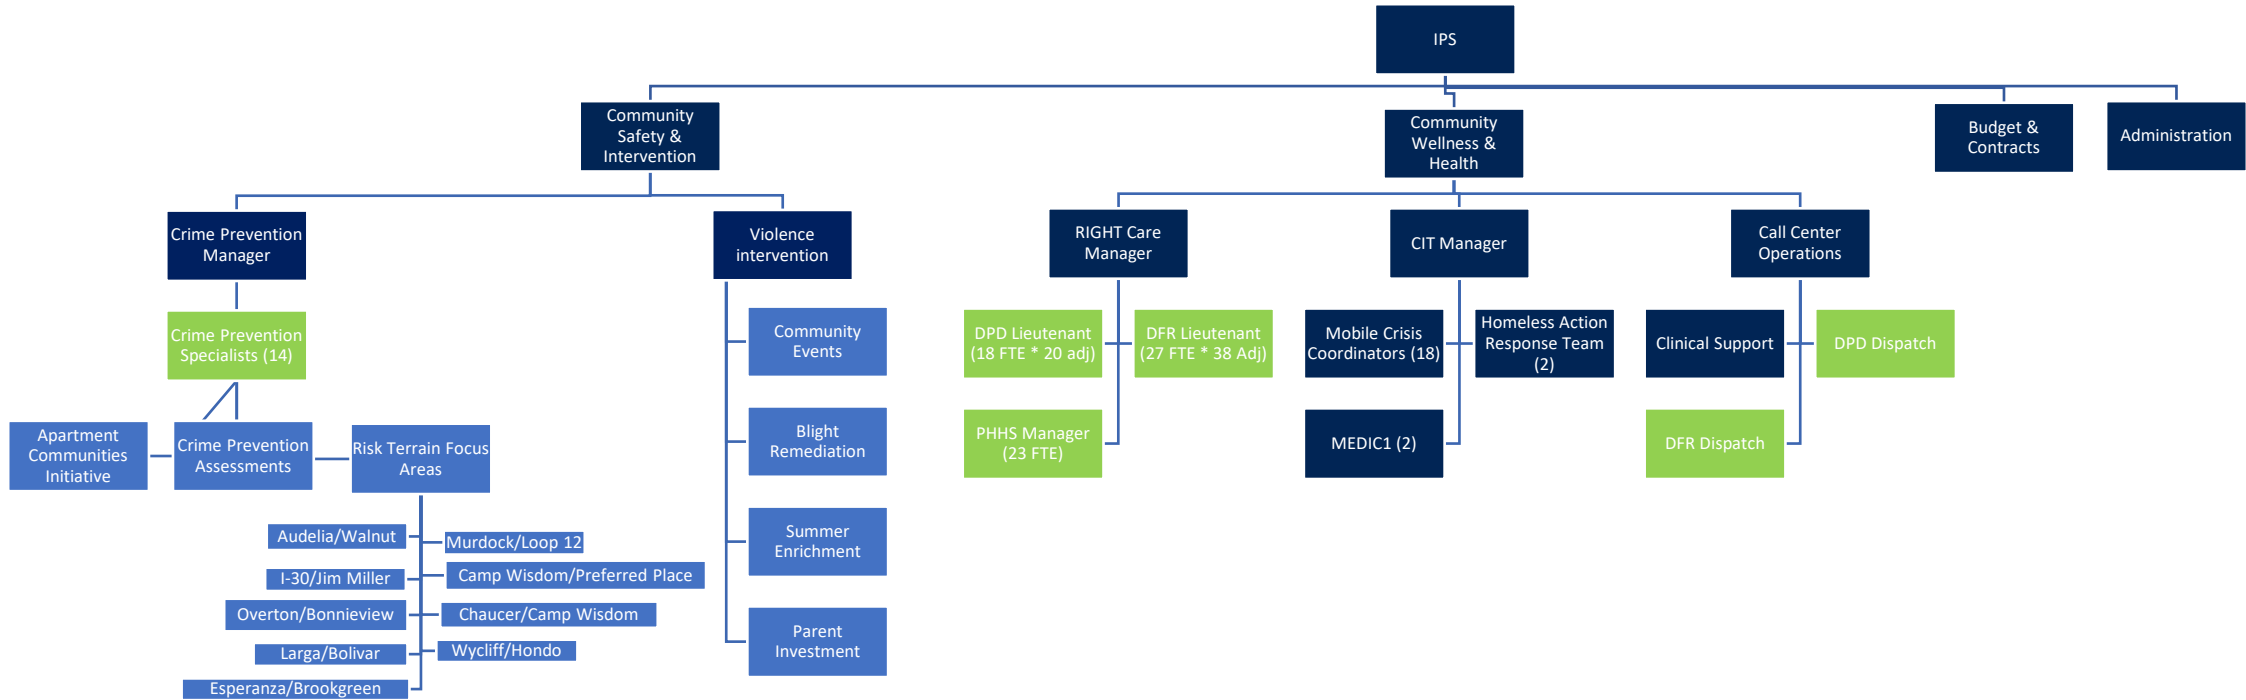 IPS
Community
Safety &
Intervention
Community
Wellness &
Health
Budget &
Contracts
Administration
Crime Prevention
Manager
Violence
intervention
RIGHT Care
Manager
CIT Manager
Call Center
Operations
Crime Prevention
Specialists (14)
Community
Events
DPD Lieutenant
(18 FTE * 20 adj)
DFR Lieutenant
(27 FTE * 38 Adj)
Mobile Crisis
Coordinators (18)
Homeless Action
Response Team
(2)
Clinical Support
DPD Dispatch
Apartment
Communities
Initiative
Crime Prevention
Assessments
Risk Terrain Focus
Areas
Blight
Remediation
PHHS Manager
(23 FTE)
MEDIC1 (2)
DFR Dispatch
Audelia/Walnut
Murdock/Loop 12
I-30/Jim Miller
Camp Wisdom/Preferred Place
Overton/Bonnieview
Chaucer/Camp Wisdom
Larga/Bolivar
Wycliff/Hondo
Esperanza/Brookgreen
Summer
Enrichment
Parent
Investment